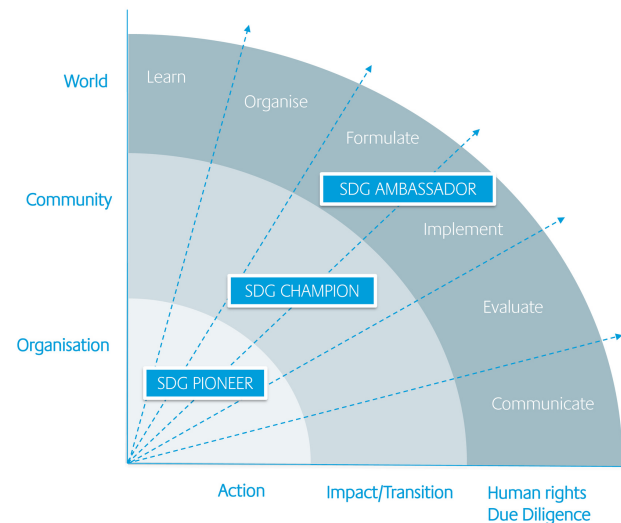 World
Learn
Organise
Formulate
SDG AMBASSADOR
Community
Implement
SDG CHAMPION
Evaluate
Organisation
SDG PIONEER
Communicate
Action
Impact/Transition
Human rights
Due Diligence